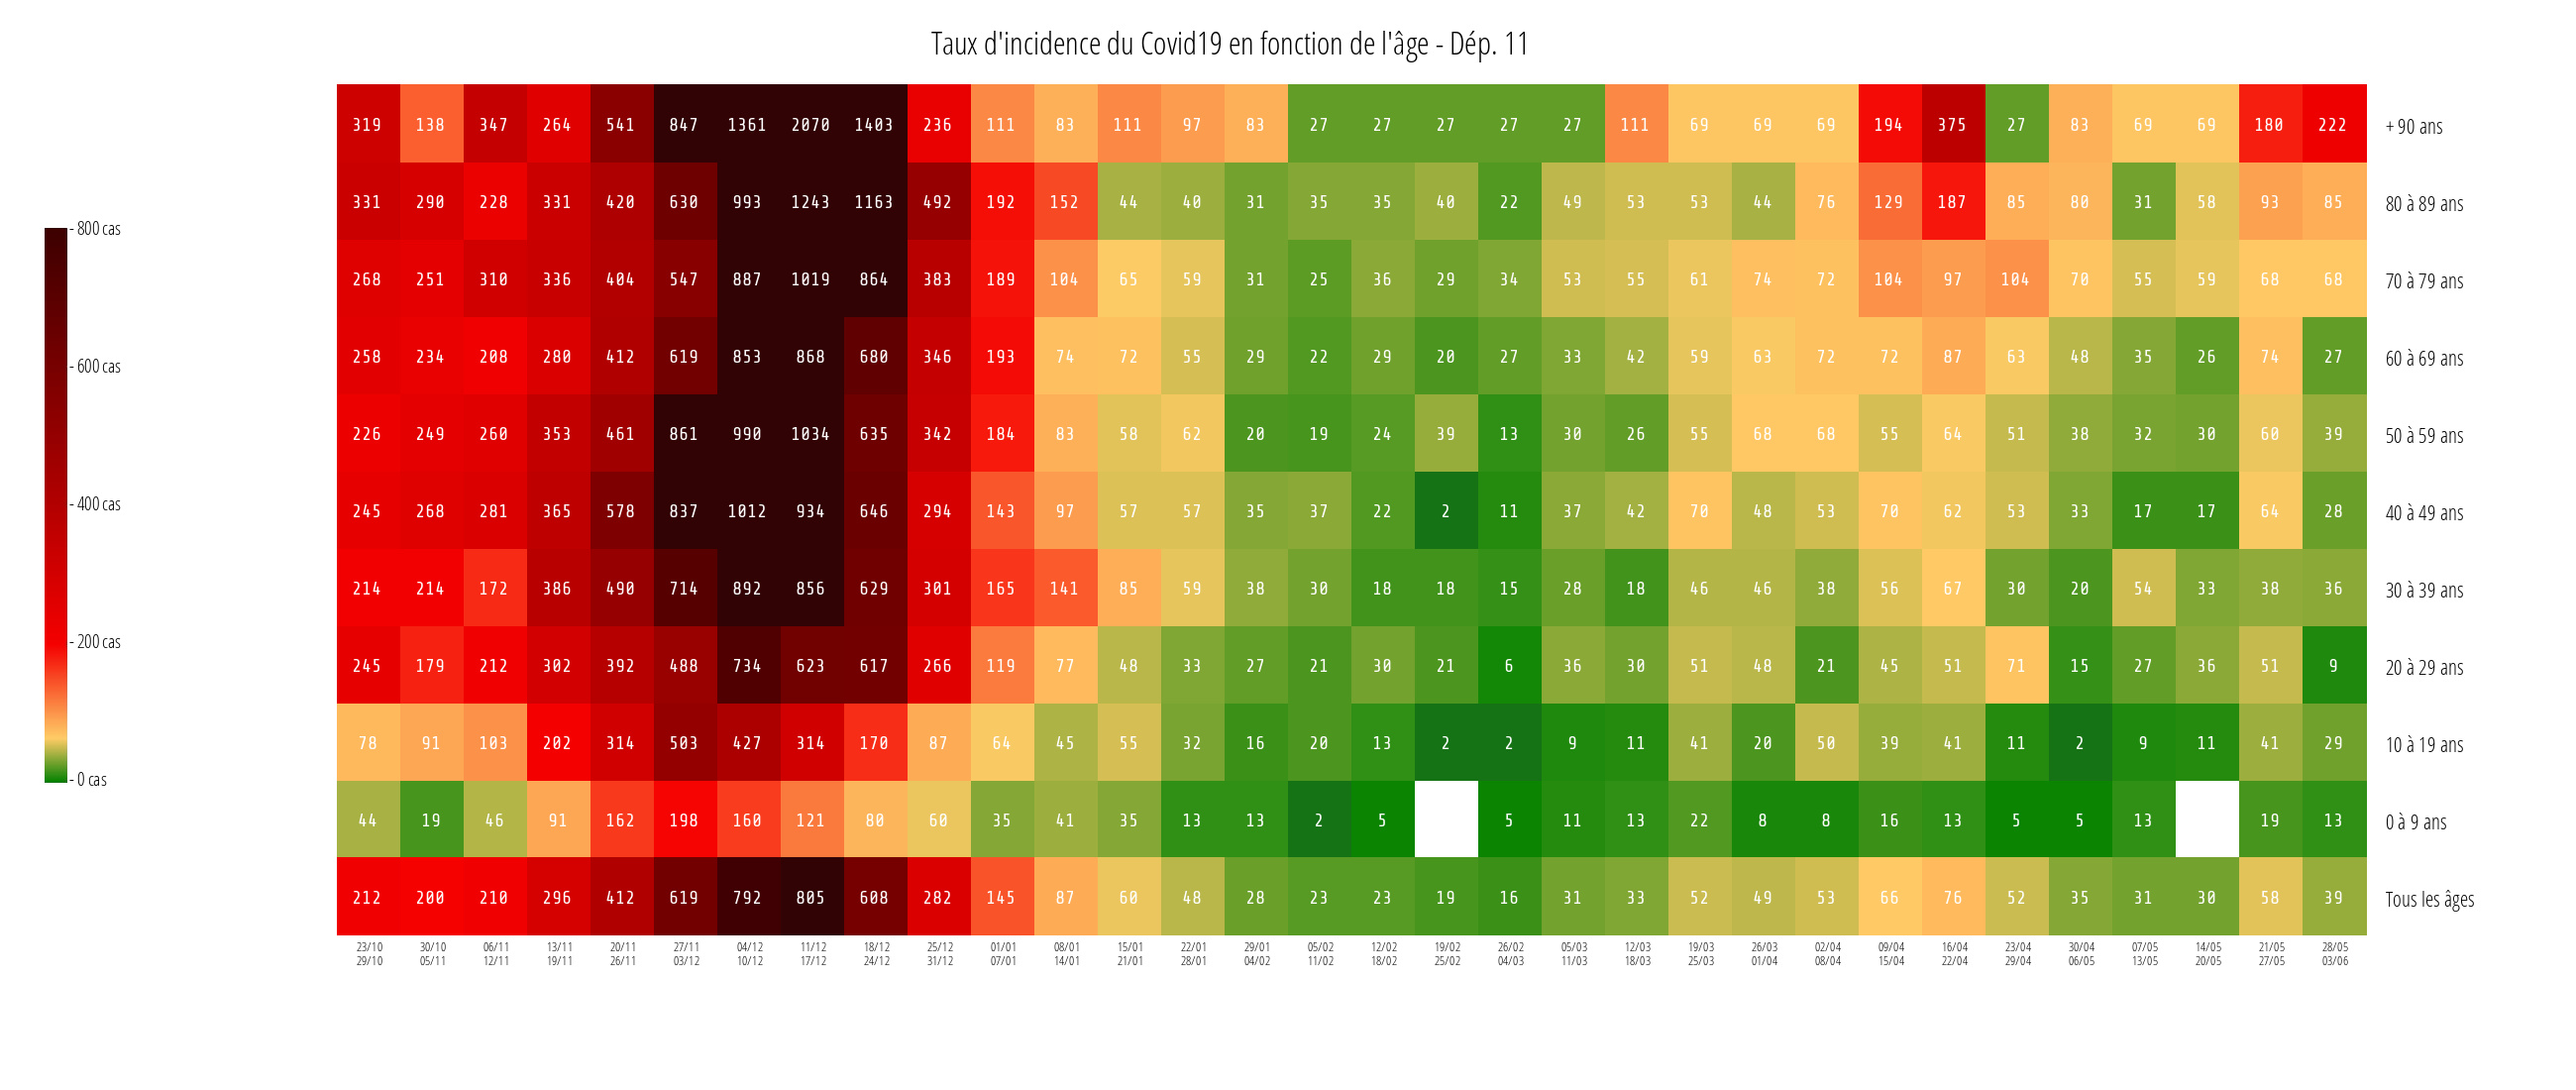 Taux d'incidence du Covid19 en fonction de l'âge - Dép. 11
- 800 cas
- 600 cas
- 400 cas
- 200 cas
- 0 cas
319 138 347 264 541 847 1361 2070 1403 236 111 83 111 97 83 27 27 27 27 27 111 69 69 69 194 375 27 83 69 69 180 222 + 90 ans
331 290 228 331 420 630 993 1243 1163 492 192 152 44 40 31 35 35 40 22 49 53 53 44 76 129 187 85 80 31 58 93 85 80 à 89 ans
268 251 310 336 404 547 887 1019 864 383 189 104 65 59 31 25 36 29 34 53 55 61 74 72 104 97 104 70 55 59 68 68 70 à 79 ans
258 234 208 280 412 619 853 868 680 346 193 74 72 55 29 22 29 20 27 33 42 59 63 72 72 87 63 48 35 26 74 27 60 à 69 ans
226 249 260 353 461 861 990 1034 635 342 184 83 58 62 20 19 24 39 13 30 26 55 68 68 55 64 51 38 32 30 60 39 50 à 59 ans
245 268 281 365 578 837 1012 934 646 294 143 97 57 57 35 37 22 2 11 37 42 70 48 53 70 62 53 33 17 17 64 28 40 à 49 ans
214 214 172 386 490 714 892 856 629 301 165 141 85 59 38 30 18 18 15 28 18 46 46 38 56 67 30 20 54 33 38 36 30 à 39 ans
245 179 212 302 392 488 734 623 617 266 119 77 48 33 27 21 30 21 6 36 30 51 48 21 45 51 71 15 27 36 51 9 20 à 29 ans
78 91 103 202 314 503 427 314 170 87 64 45 55 32 16 20 13 2 2 9 11 41 20 50 39 41 11 2 9 11 41 29 10 à 19 ans
44 19 46 91 162 198 160 121 80 60 35 41 35 13 13 2 5 5 11 13 22 8 8 16 13 5 5 13 19 13 0 à 9 ans
212 200 210 296 412 619 792 805 608 282 145 87 60 48 28 23 23 19 16 31 33 52 49 53 66 76 52 35 31 30 58 39 Tous les âges
23/10 30/10 06/11 13/11 20/11 27/11 04/12 11/12 18/12 25/12 01/01 08/01 15/01 22/01 29/01 05/02 12/02 19/02 26/02 05/03 12/03 19/03 26/03 02/04 09/04 16/04 23/04 30/04 07/05 14/05 21/05 28/05
29/10 05/11 12/11 19/11 26/11 03/12 10/12 17/12 24/12 31/12 07/01 14/01 21/01 28/01 04/02 11/02 18/02 25/02 04/03 11/03 18/03 25/03 01/04 08/04 15/04 22/04 29/04 06/05 13/05 20/05 27/05 03/06